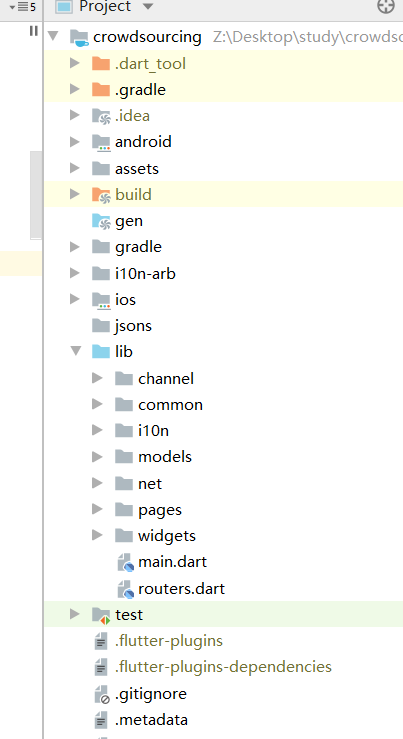 5
Project
crowdsourcing Z:\Desktop\study\crowdso
.dart_tool
.gradle
.idea
android
assets
build
gen
gradle
i10n-arb
ios
jsons
lib
channel
common
i10n
models
net
pages
widgets
main.dart
routers.dart
test
.flutter-plugins
.flutter-plugins-dependencies
.gitignore
.metadata